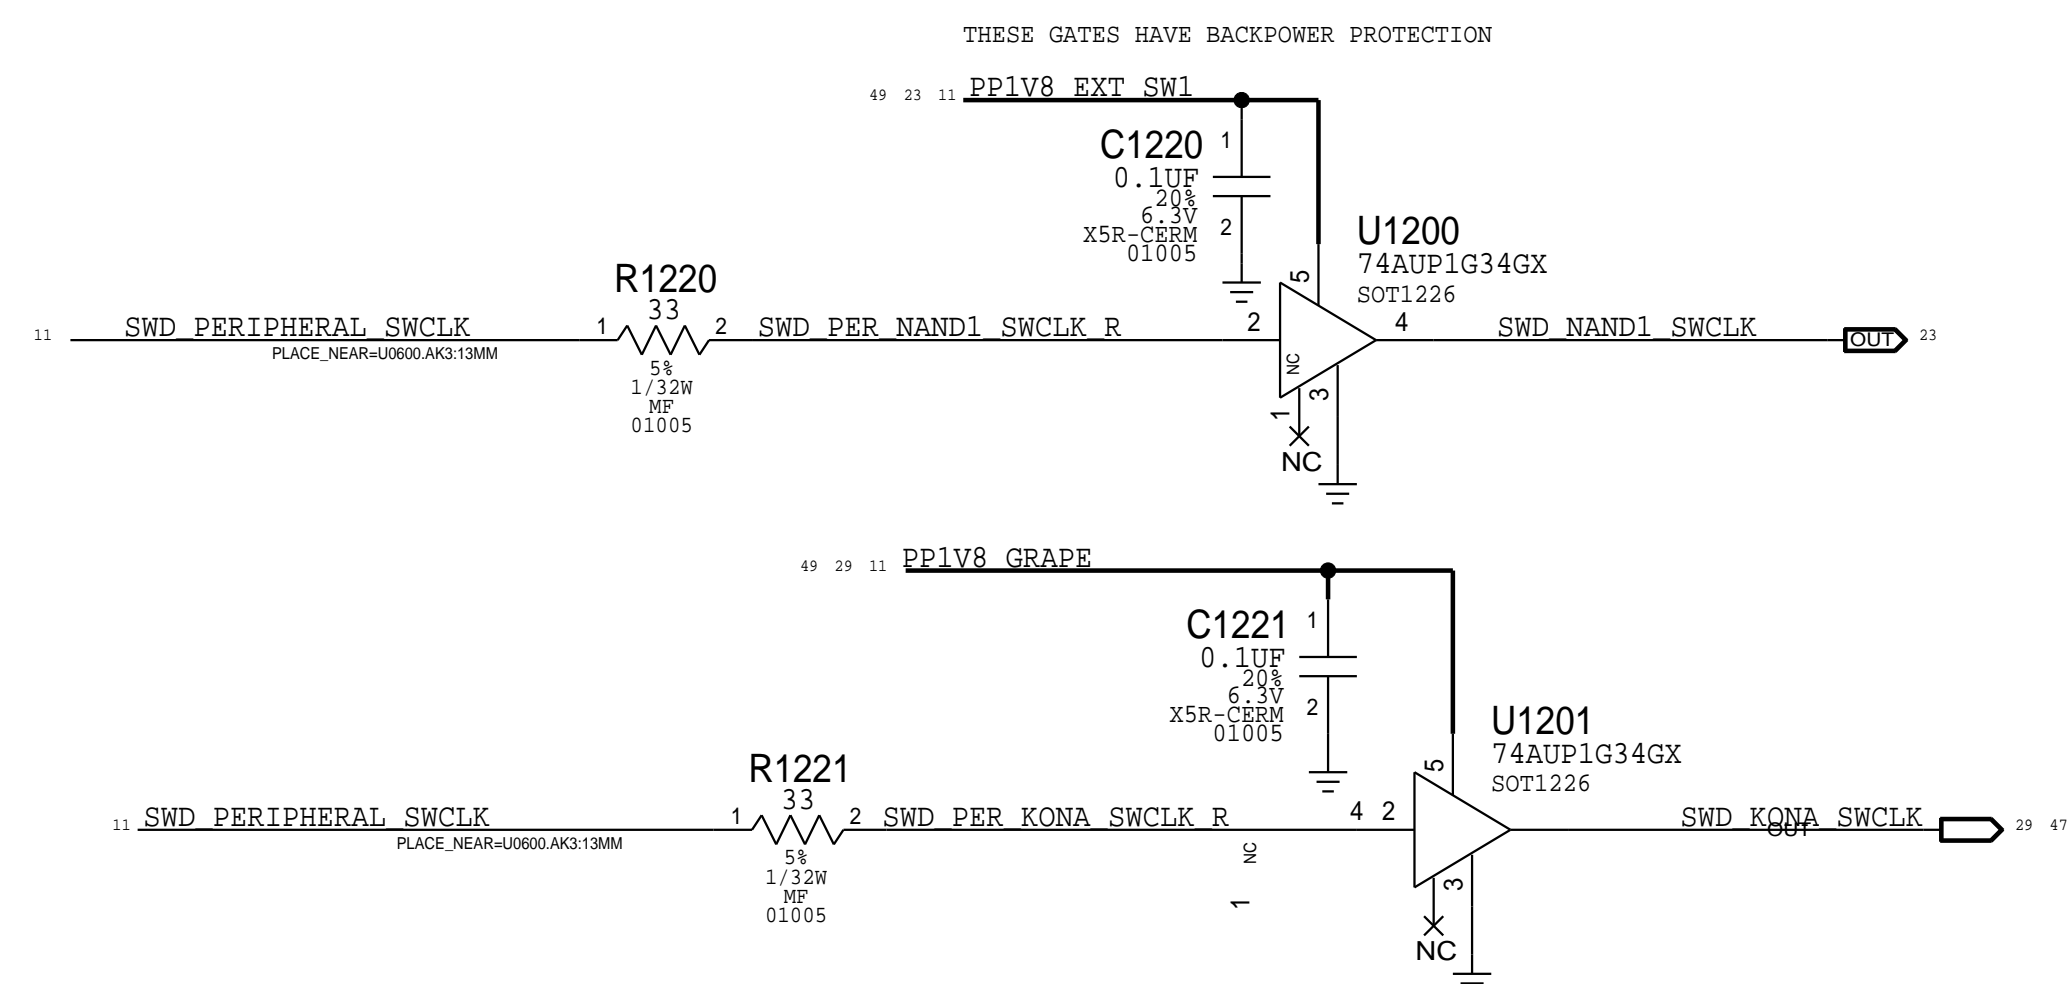 THESE GATES HAVE BACKPOWER PROTECTION
49 23 11 PP1V8_EXT_SW1
C1220 1
0.1UF
20%
6.3V
X5R-CERM 2
01005
U1200
74AUP1G34GX
SOT1226
5
R1220
33
11 SWD_PERIPHERAL_SWCLK 1 2 SWD_PER_NAND1_SWCLK_R 2 4 SWD_NAND1_SWCLK OUT 23
PLACE_NEAR=U0600.AK3:13MM
5%
1/32W
MF
01005
NC
1 3
NC
49 29 11 PP1V8_GRAPE
C1221 1
0.1UF
20%
6.3V
X5R-CERM 2
01005
U1201
74AUP1G34GX
SOT1226
5
R1221
33
11 SWD_PERIPHERAL_SWCLK 1 2 SWD_PER_KONA_SWCLK_R 4 2 SWD_KONA_SWCLK 29 47
OUT
PLACE_NEAR=U0600.AK3:13MM
5%
1/32W
MF
01005
NC
1 3
NC